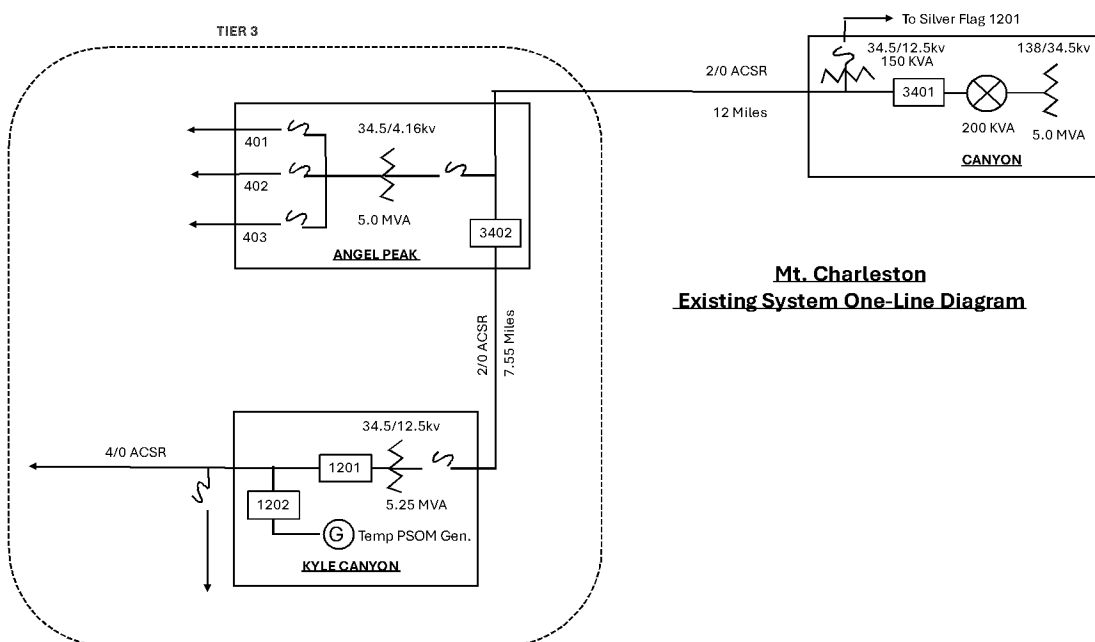 To Silver Flag 1201
TIER 3
34.5/12.5kv
150 KVA
138/34.5kv
2/0 ACSR
3401
12 Miles
200 KVA
5.0 MVA
CANYON
401
34.5/4.16kv
402
5.0 MVA
403
3402
ANGEL PEAK
Mt. Charleston
Existing System One-Line Diagram
2/0 ACSR
7.55 Miles
34.5/12.5kv
4/0 ACSR
1201
5.25 MVA
1202
G
Temp PSOM Gen.
KYLE CANYON